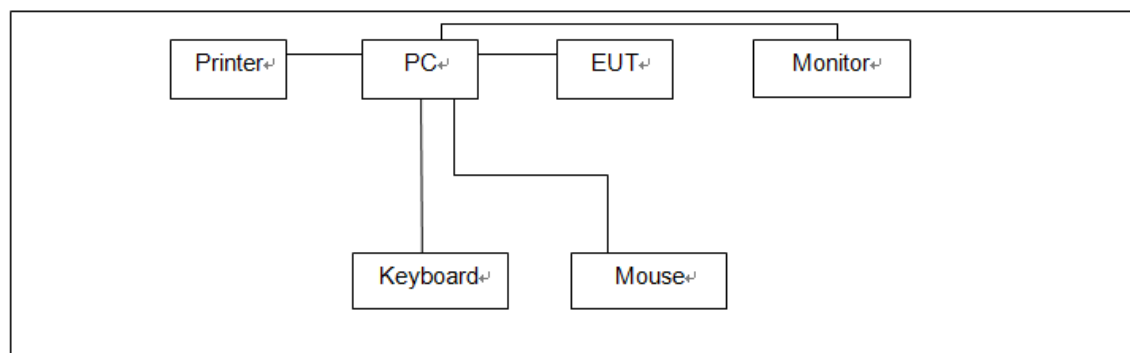 Printer
PC
EUT
Monitor
Keyboard
Mouse